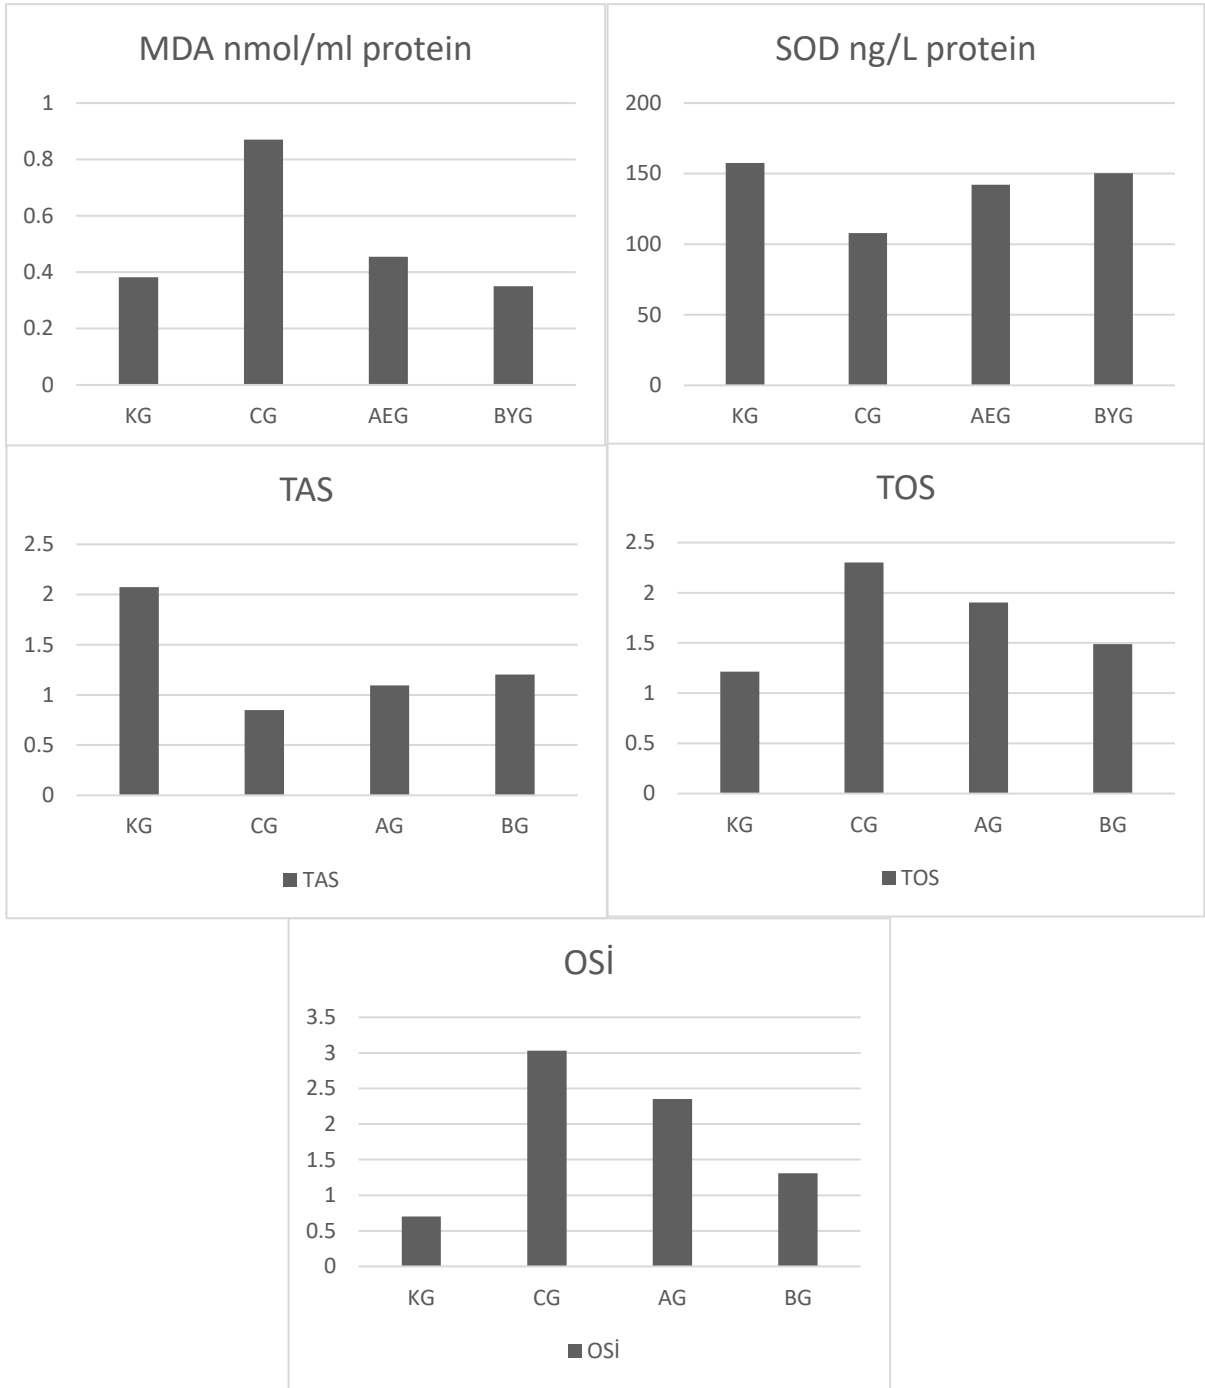 MDA nmol/ml protein
1
0.8
0.6
0.4
0.2
0
KG CG AEG BYG
SOD ng/L protein
200
150
100
50
0
KG CG AEG BYG
TAS
2.5
2
1.5
1
0.5
0
KG CG AG BG
TAS
TOS
2.5
2
1.5
1
0.5
0
KG CG AG BG
TOS
OSİ
3.5
3
2.5
2
1.5
1
0.5
0
KG CG AG BG
OSİ